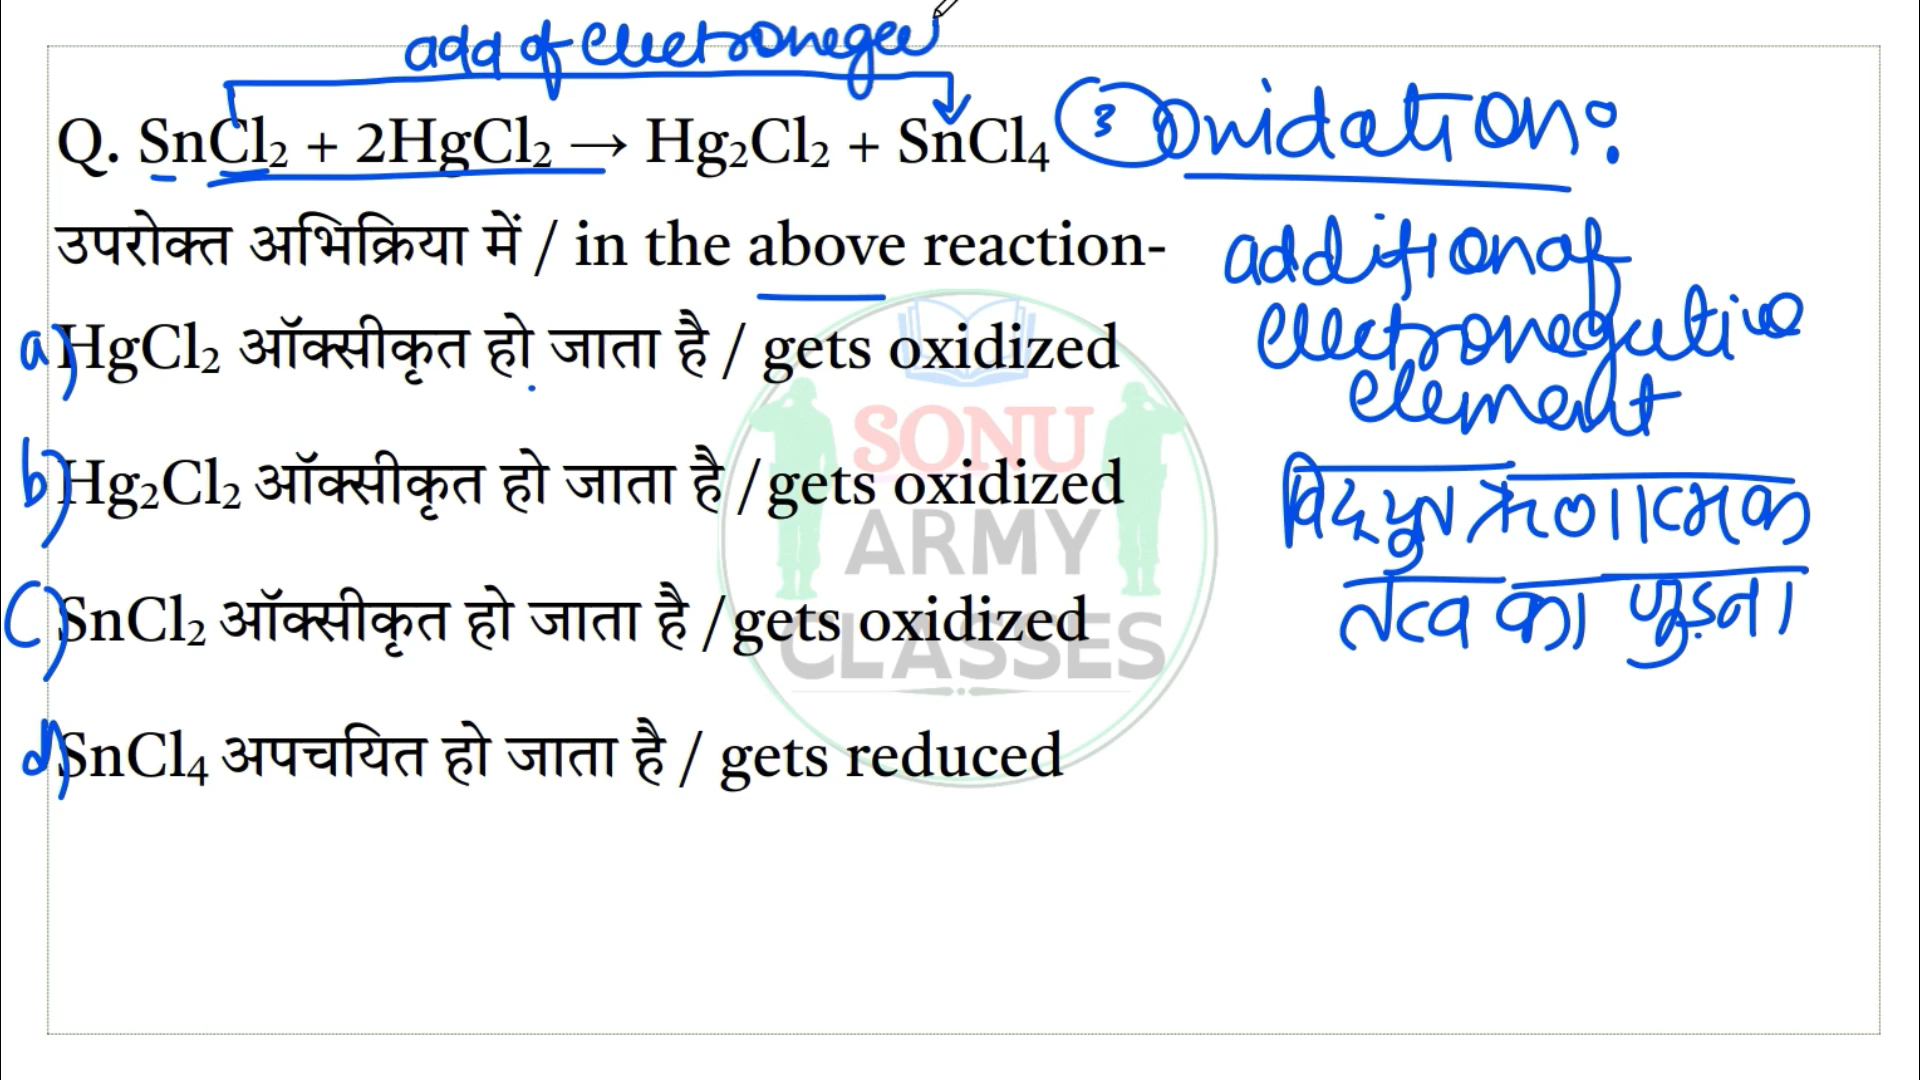 add of electronegee
Q. SnCl₂ + 2HgCl₂ → Hg₂Cl₂ + SnCl₄ ③ Oxidation:
उपरोक्त अभिक्रिया में / in the above reaction-
addition of
electronegative
element
a) HgCl₂ ऑक्सीकृत हो जाता है / gets oxidized
b) Hg₂Cl₂ ऑक्सीकृत हो जाता है /gets oxidized
विद्युत ऋणात्मक
तत्व का जुड़ना
c) SnCl₂ ऑक्सीकृत हो जाता है /gets oxidized
d) SnCl₄ अपचयित हो जाता है / gets reduced
SONU
ARMY
CLASSES